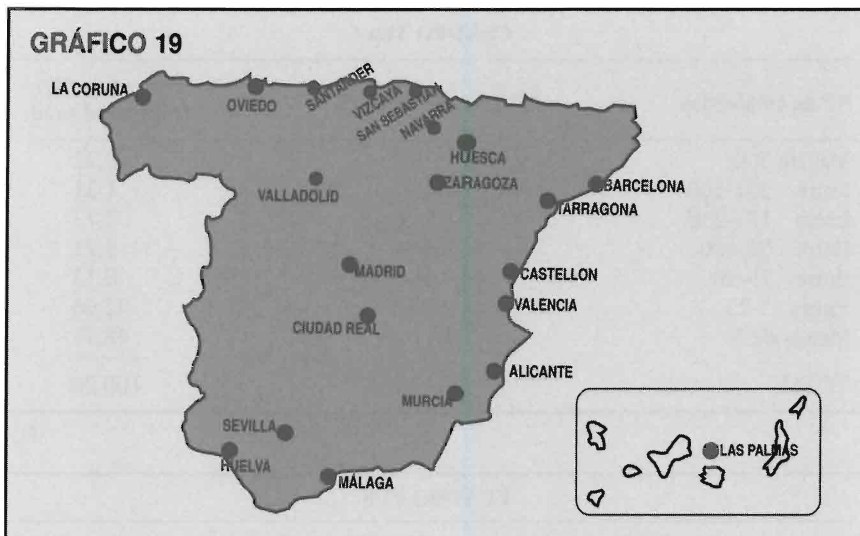 GRÁFICO 19
LA CORUNA
OVIEDO
SANTANDER
VIZCAYA
SAN SEBASTIAN
NAVARRA
HUESCA
VALLADOLID
ZARAGOZA
BARCELONA
TARRAGONA
MADRID
CASTELLON
VALENCIA
CIUDAD REAL
ALICANTE
MURCIA
SEVILLA
HUELVA
MÁLAGA
LAS PALMAS